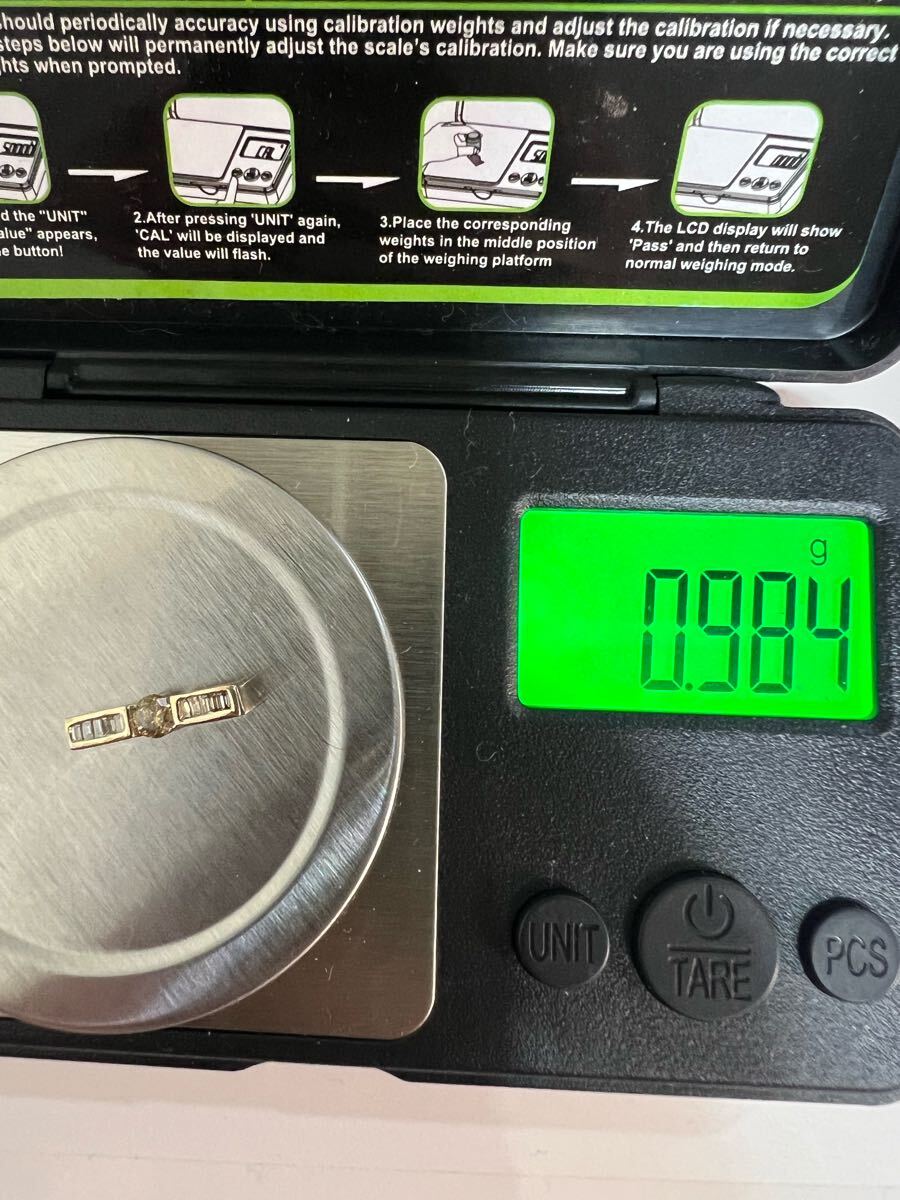 should periodically accuracy using calibration weights and adjust the calibration if necessary.
steps below will permanently adjust the scale's calibration. Make sure you are using the correct
when prompted.
CAL
d the "UNIT"
alue" appears,
e button!
2.After pressing 'UNIT' again,
'CAL' will be displayed and
the value will flash.
3.Place the corresponding
weights in the middle position
of the weighing platform
4.The LCD display will show
'Pass' and then return to
normal weighing mode.
g
0.984
UNIT
TARE
PCS